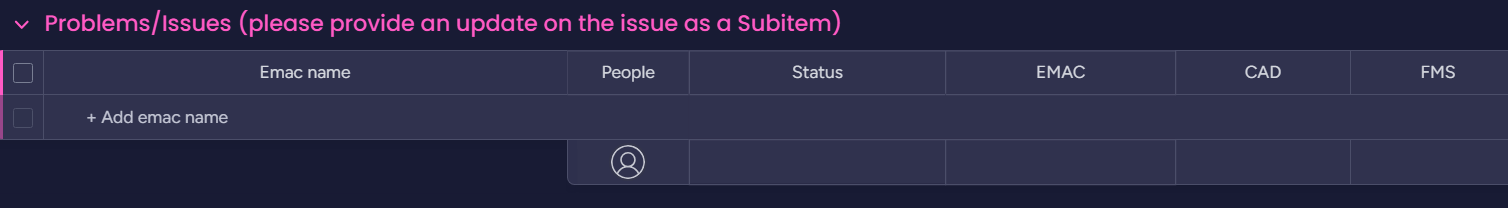 Problems/Issues (please provide an update on the issue as a Subitem)
Emac name People Status EMAC CAD FMS
+ Add emac name